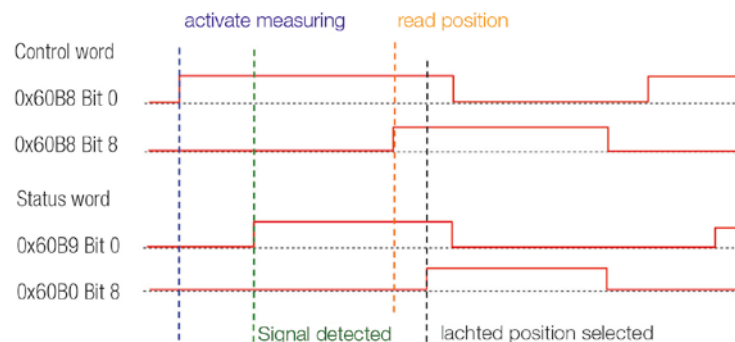 activate measuring read position
Control word
0x60B8 Bit 0
0x60B8 Bit 8
Status word
0x60B9 Bit 0
0x60B0 Bit 8
Signal detected lachted position selected